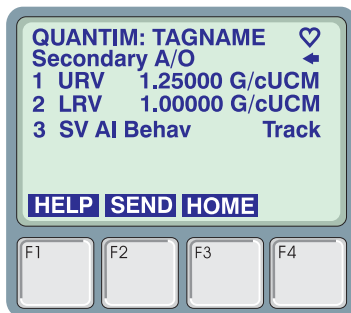 QUANTIM: TAGNAME
Secondary A/O
1 URV 1.25000 G/cUCM
2 LRV 1.00000 G/cUCM
3 SV AI Behav Track
HELP SEND HOME
F1 F2 F3 F4